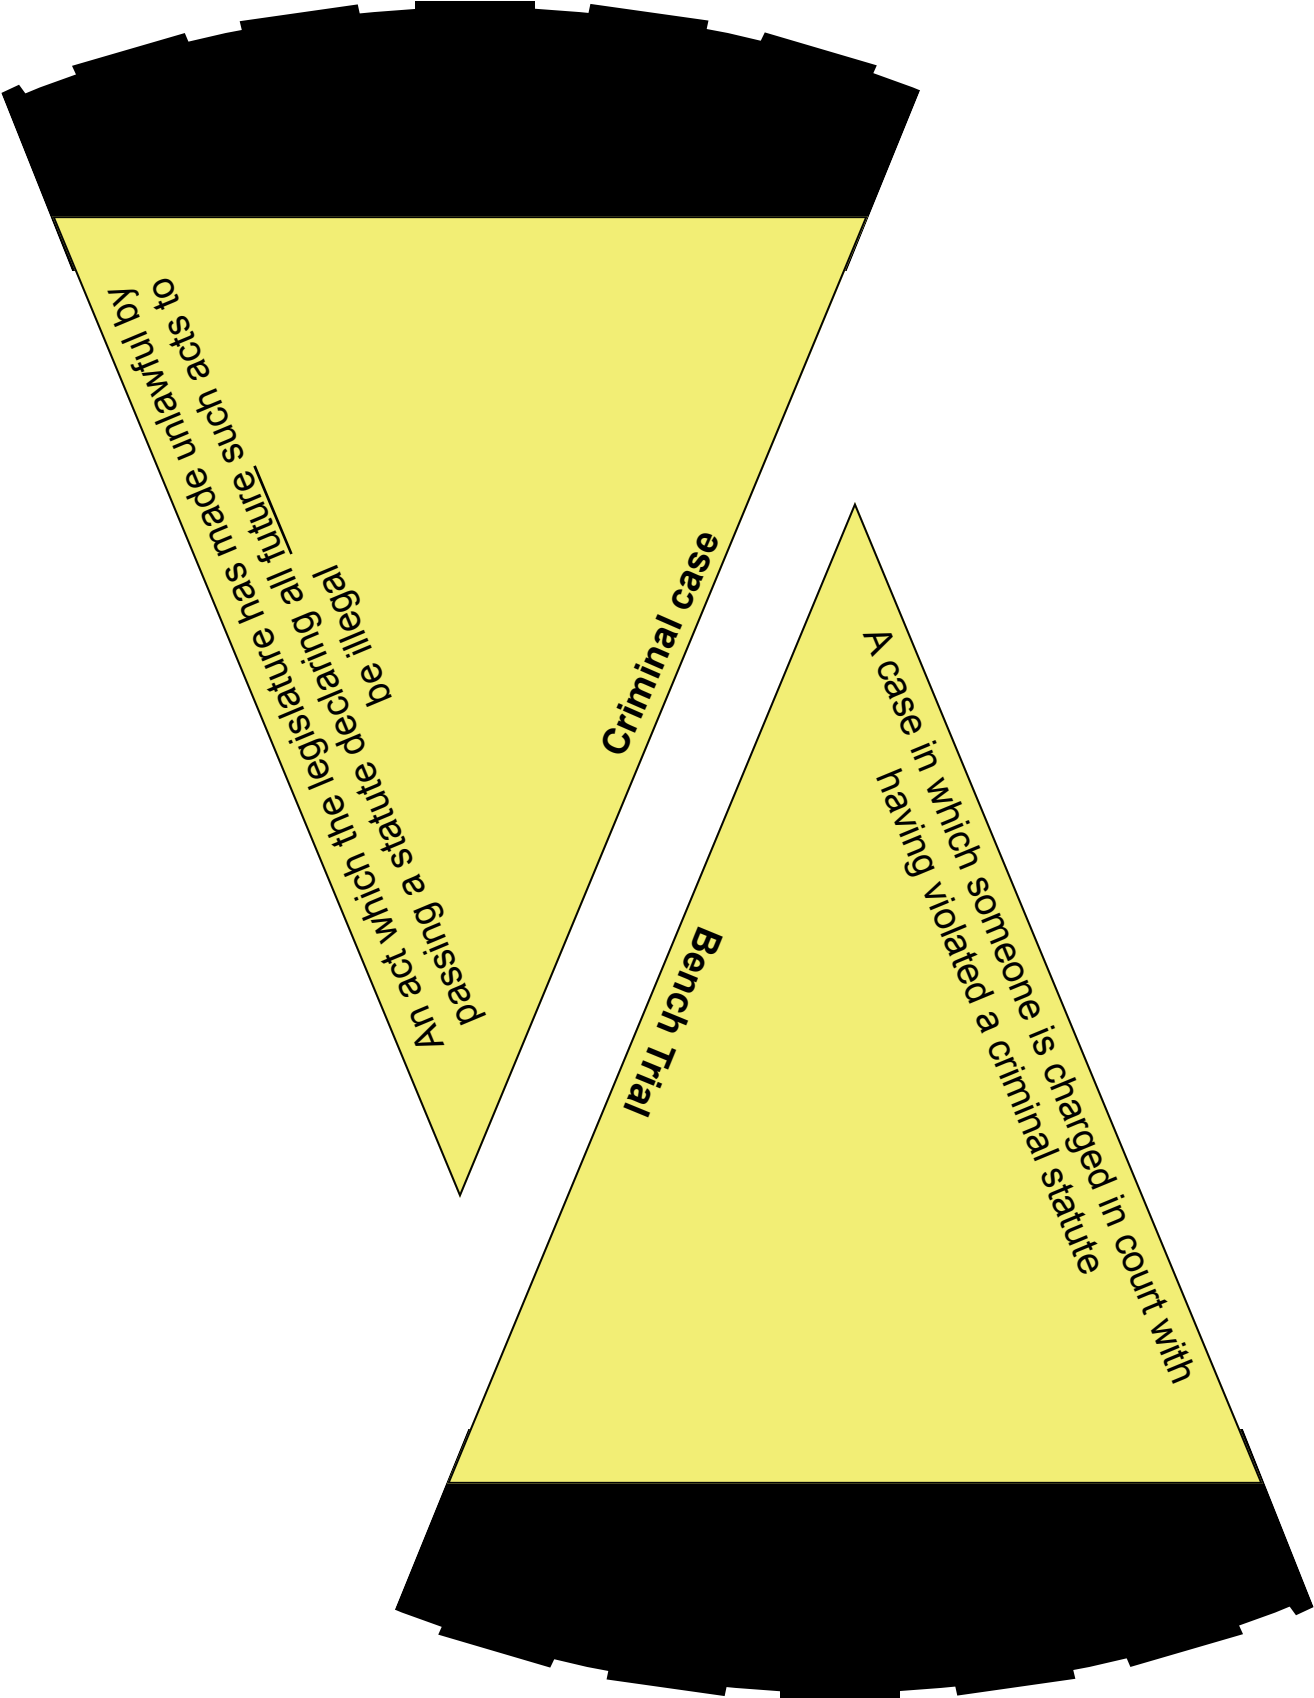 An act which the legislature has made unlawful by
passing a statute declaring all future such acts to
be illegal
Criminal case
A case in which someone is charged in court with
having violated a criminal statute
Bench Trial